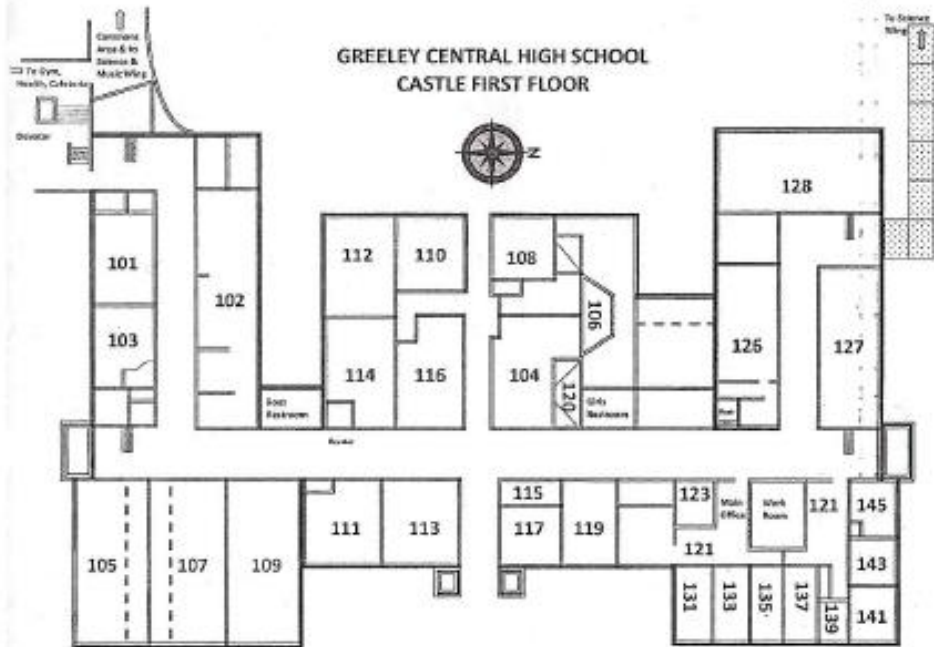 Commons
Area & to
Science &
Music Wing
To Gym,
Health, Cafeteria
Elevator
GREELEY CENTRAL HIGH SCHOOL
CASTLE FIRST FLOOR
N
To Science
Wing
101
103
102
112
110
114
116
108
106
104
120
128
126
127
Boys
Restroom
Girls
Restroom
105
107
109
111
113
115
117
119
123
121
Main
Office
Work
Room
121
145
143
141
131
133
135
137
139